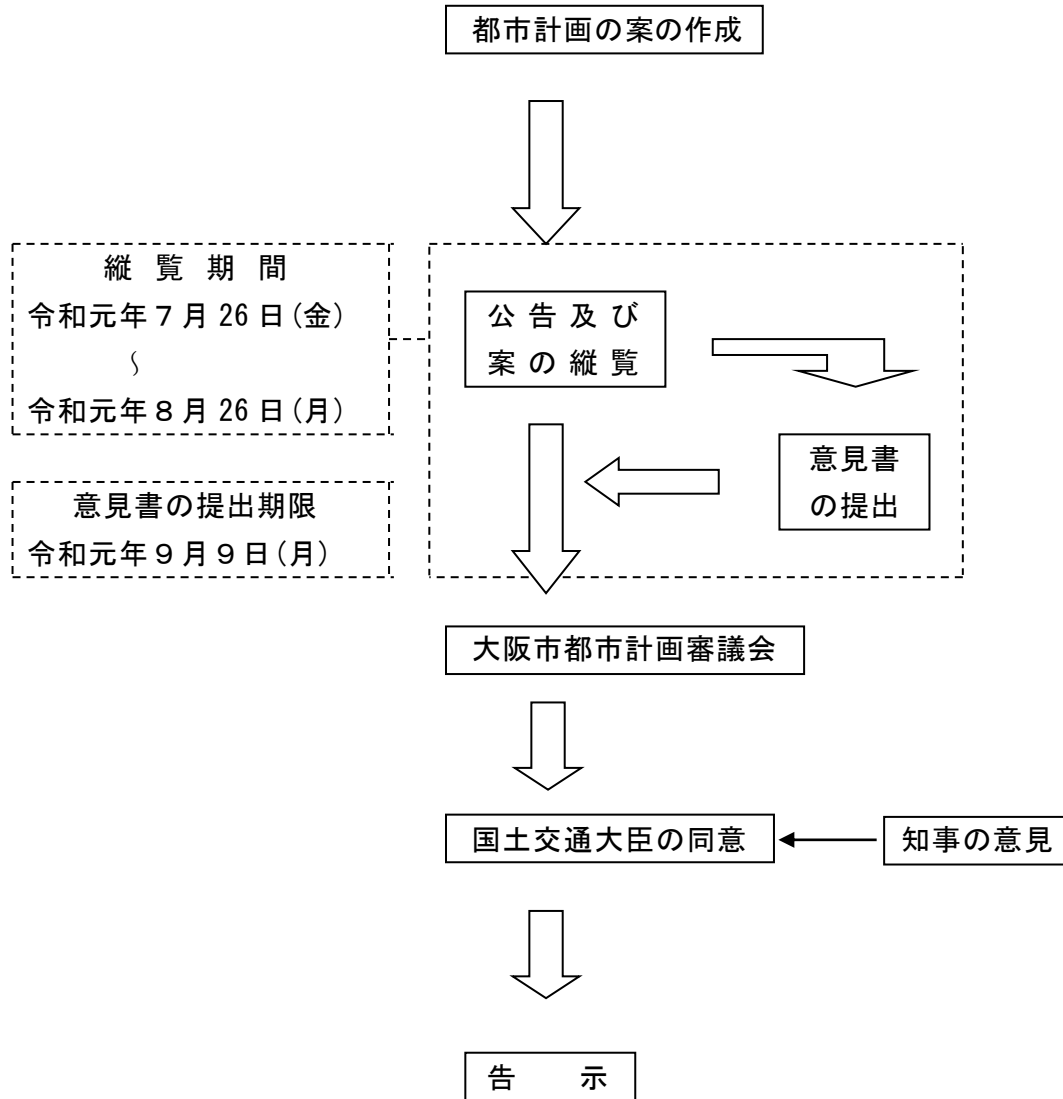 都市計画の案の作成
縦覧期間
令和元年７月26日(金)
～
令和元年８月26日(月)
公告及び
案の縦覧
意見書
の提出
意見書の提出期限
令和元年９月９日(月)
大阪市都市計画審議会
国土交通大臣の同意
知事の意見
告　示